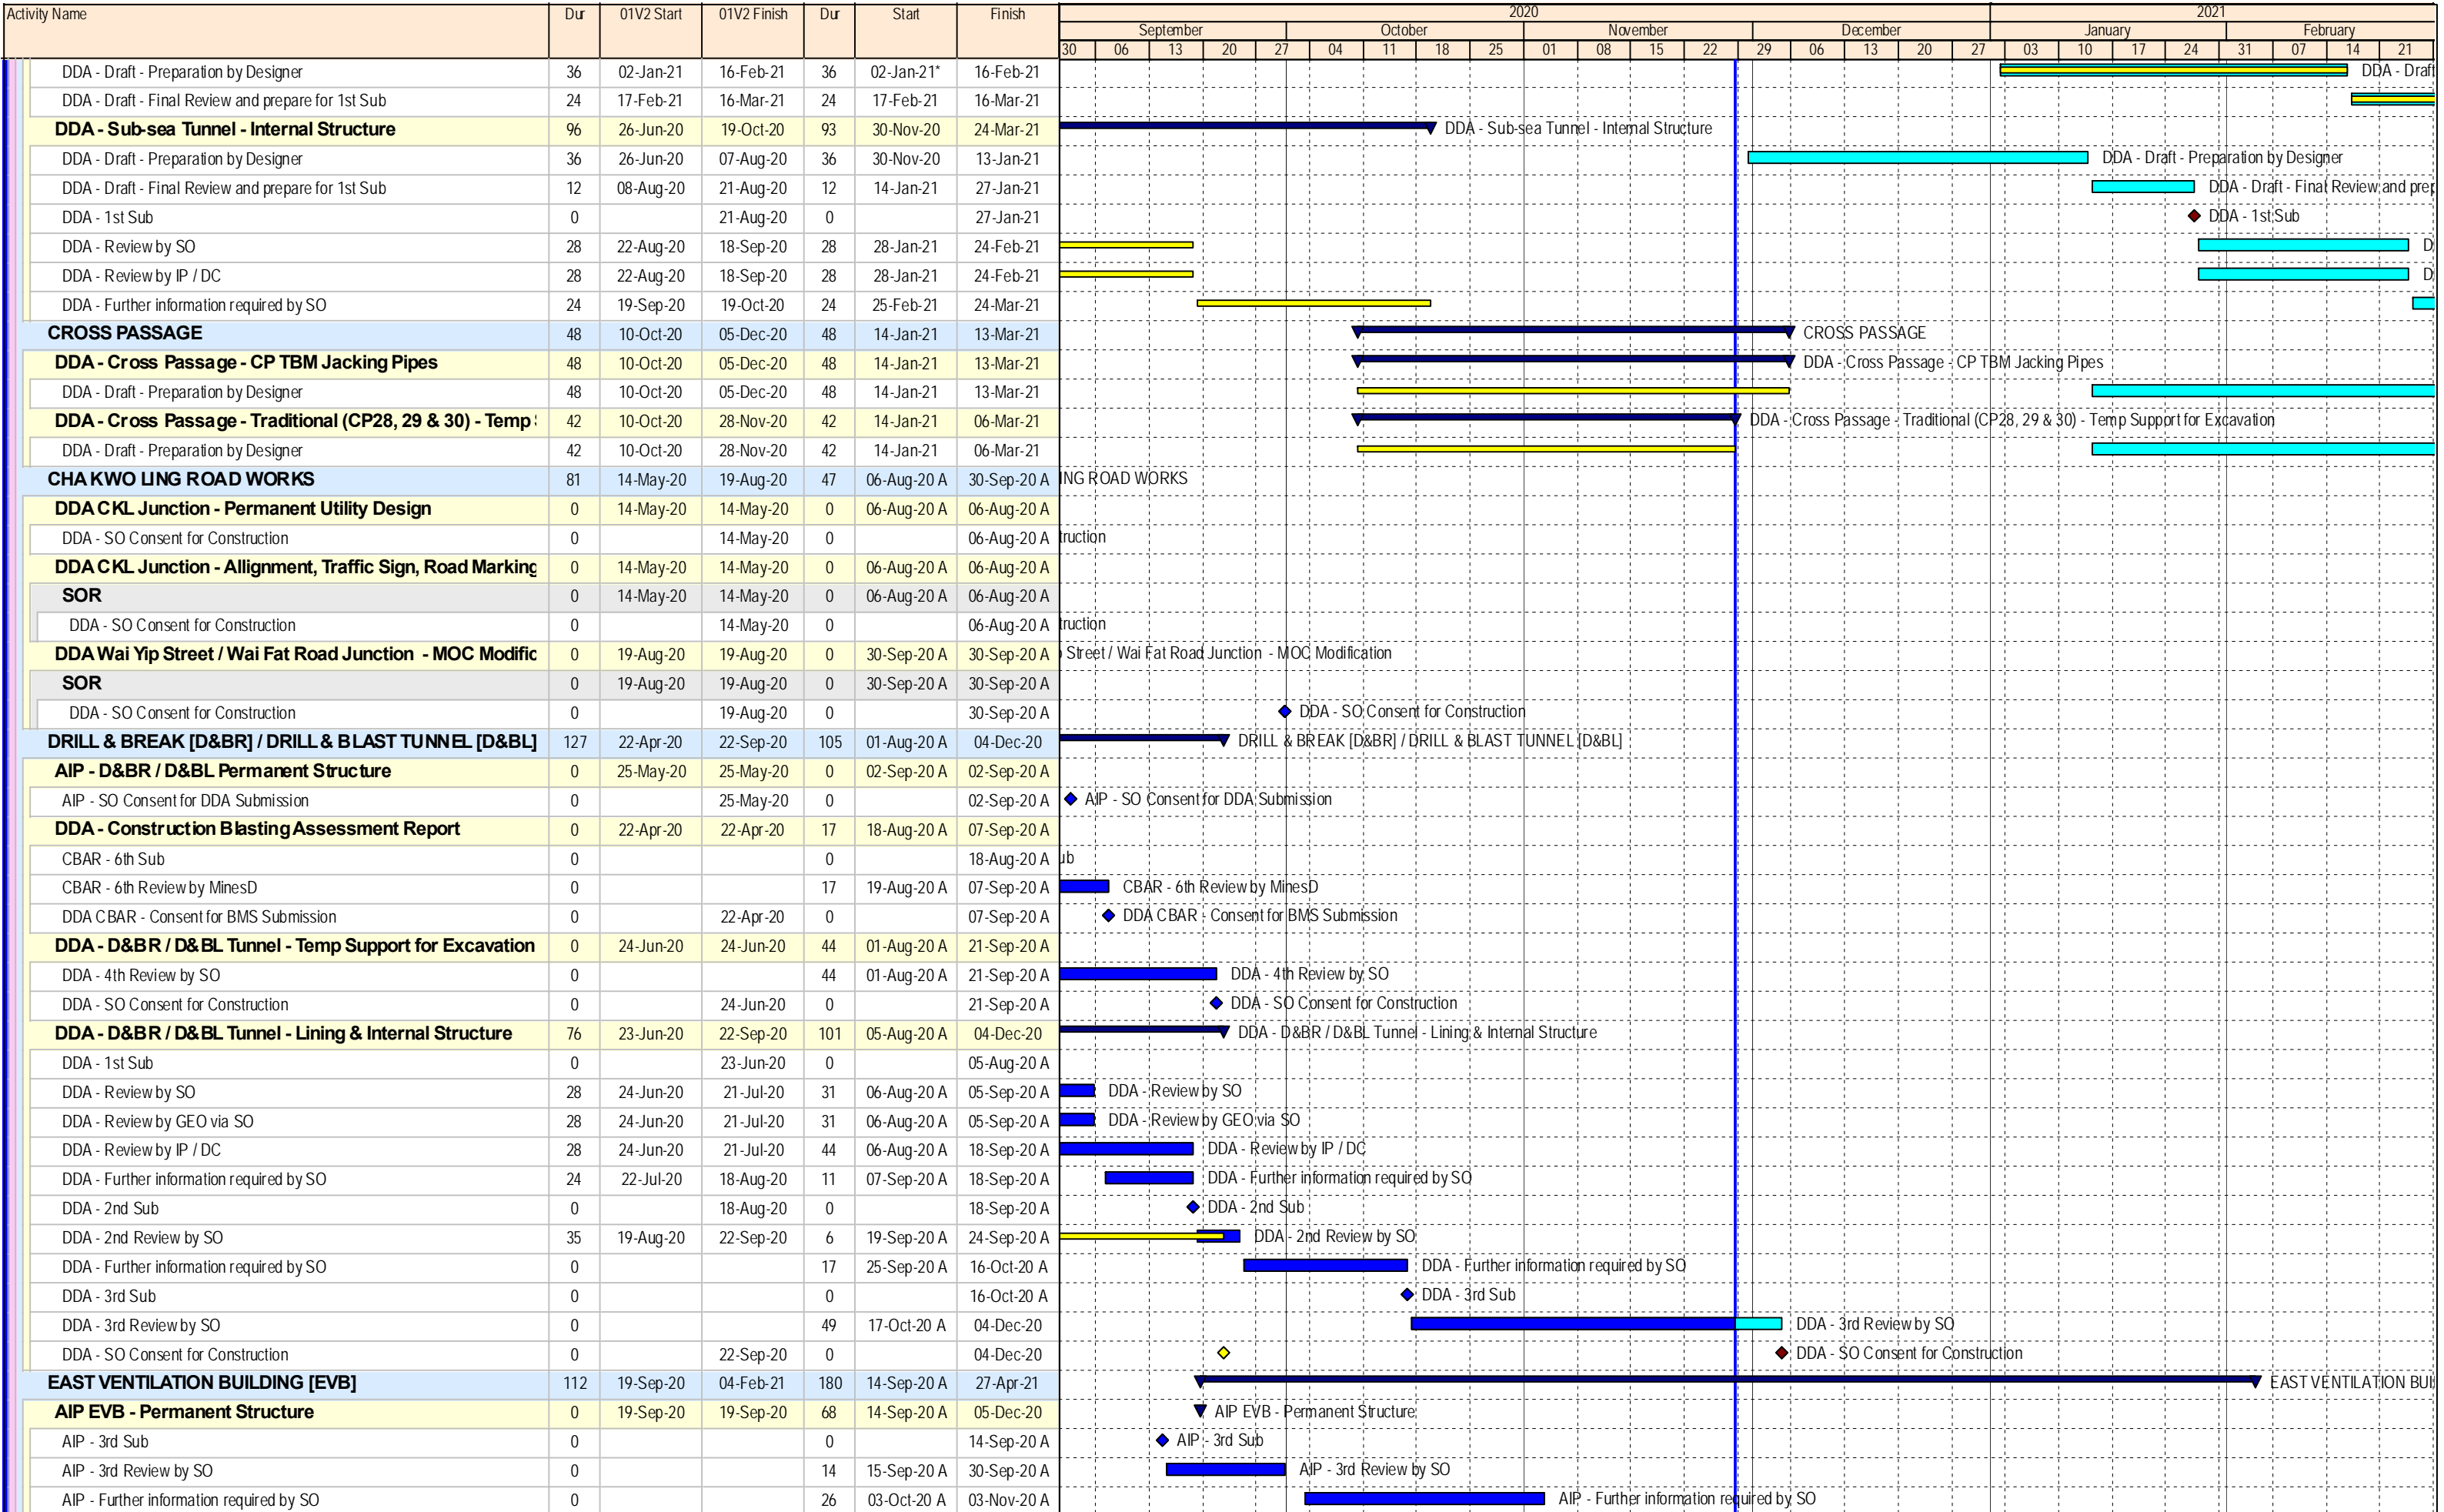 Activity Name Dur 01V2 Start 01V2 Finish Dur Start Finish 2020 2021
September October November December January February
30 06 13 20 27 04 11 18 25 01 08 15 22 29 06 13 20 27 03 10 17 24 31 07 14 21
DDA - Draft - Preparation by Designer 36 02-Jan-21 16-Feb-21 36 02-Jan-21* 16-Feb-21 DDA - Draft
DDA - Draft - Final Review and prepare for 1st Sub 24 17-Feb-21 16-Mar-21 24 17-Feb-21 16-Mar-21
DDA - Sub-sea Tunnel - Internal Structure 96 26-Jun-20 19-Oct-20 93 30-Nov-20 24-Mar-21 DDA - Sub-sea Tunnel - Internal Structure
DDA - Draft - Preparation by Designer 36 26-Jun-20 07-Aug-20 36 30-Nov-20 13-Jan-21 DDA - Draft - Preparation by Designer
DDA - Draft - Final Review and prepare for 1st Sub 12 08-Aug-20 21-Aug-20 12 14-Jan-21 27-Jan-21 DDA - Draft - Final Review and prep
DDA - 1st Sub 0 21-Aug-20 0 27-Jan-21 DDA - 1st Sub
DDA - Review by SO 28 22-Aug-20 18-Sep-20 28 28-Jan-21 24-Feb-21 D
DDA - Review by IP / DC 28 22-Aug-20 18-Sep-20 28 28-Jan-21 24-Feb-21 D
DDA - Further information required by SO 24 19-Sep-20 19-Oct-20 24 25-Feb-21 24-Mar-21
CROSS PASSAGE 48 10-Oct-20 05-Dec-20 48 14-Jan-21 13-Mar-21 CROSS PASSAGE
DDA - Cross Passage - CP TBM Jacking Pipes 48 10-Oct-20 05-Dec-20 48 14-Jan-21 13-Mar-21 DDA - Cross Passage - CP TBM Jacking Pipes
DDA - Draft - Preparation by Designer 48 10-Oct-20 05-Dec-20 48 14-Jan-21 13-Mar-21
DDA - Cross Passage - Traditional (CP28, 29 & 30) - Temp 42 10-Oct-20 28-Nov-20 42 14-Jan-21 06-Mar-21 DDA - Cross Passage - Traditional (CP28, 29 & 30) - Temp Support for Excavation
DDA - Draft - Preparation by Designer 42 10-Oct-20 28-Nov-20 42 14-Jan-21 06-Mar-21
CHA KWO LING ROAD WORKS 81 14-May-20 19-Aug-20 47 06-Aug-20 A 30-Sep-20 A ING ROAD WORKS
DDA CKL Junction - Permanent Utility Design 0 14-May-20 14-May-20 0 06-Aug-20 A 06-Aug-20 A
DDA - SO Consent for Construction 0 14-May-20 0 06-Aug-20 A truction
DDA CKL Junction - Allignment, Traffic Sign, Road Marking 0 14-May-20 14-May-20 0 06-Aug-20 A 06-Aug-20 A
SOR 0 14-May-20 14-May-20 0 06-Aug-20 A 06-Aug-20 A
DDA - SO Consent for Construction 0 14-May-20 0 06-Aug-20 A truction
DDA Wai Yip Street / Wai Fat Road Junction - MOC Modific 0 19-Aug-20 19-Aug-20 0 30-Sep-20 A 30-Sep-20 A Street / Wai Fat Road Junction - MOC Modification
SOR 0 19-Aug-20 19-Aug-20 0 30-Sep-20 A 30-Sep-20 A
DDA - SO Consent for Construction 0 19-Aug-20 0 30-Sep-20 A DDA - SO Consent for Construction
DRILL & BREAK [D&BR] / DRILL & BLAST TUNNEL [D&BL] 127 22-Apr-20 22-Sep-20 105 01-Aug-20 A 04-Dec-20 DRILL & BREAK [D&BR] / DRILL & BLAST TUNNEL [D&BL]
AIP - D&BR / D&BL Permanent Structure 0 25-May-20 25-May-20 0 02-Sep-20 A 02-Sep-20 A
AIP - SO Consent for DDA Submission 0 25-May-20 0 02-Sep-20 A AIP - SO Consent for DDA Submission
DDA - Construction Blasting Assessment Report 0 22-Apr-20 22-Apr-20 17 18-Aug-20 A 07-Sep-20 A
CBAR - 6th Sub 0 0 18-Aug-20 A ub
CBAR - 6th Review by MinesD 0 17 19-Aug-20 A 07-Sep-20 A CBAR - 6th Review by MinesD
DDA CBAR - Consent for BMS Submission 0 22-Apr-20 0 07-Sep-20 A DDA CBAR - Consent for BMS Submission
DDA - D&BR / D&BL Tunnel - Temp Support for Excavation 0 24-Jun-20 24-Jun-20 44 01-Aug-20 A 21-Sep-20 A
DDA - 4th Review by SO 0 44 01-Aug-20 A 21-Sep-20 A DDA - 4th Review by SO
DDA - SO Consent for Construction 0 24-Jun-20 0 21-Sep-20 A DDA - SO Consent for Construction
DDA - D&BR / D&BL Tunnel - Lining & Internal Structure 76 23-Jun-20 22-Sep-20 101 05-Aug-20 A 04-Dec-20 DDA - D&BR / D&BL Tunnel - Lining & Internal Structure
DDA - 1st Sub 0 23-Jun-20 0 05-Aug-20 A
DDA - Review by SO 28 24-Jun-20 21-Jul-20 31 06-Aug-20 A 05-Sep-20 A DDA - Review by SO
DDA - Review by GEO via SO 28 24-Jun-20 21-Jul-20 31 06-Aug-20 A 05-Sep-20 A DDA - Review by GEO via SO
DDA - Review by IP / DC 28 24-Jun-20 21-Jul-20 44 06-Aug-20 A 18-Sep-20 A DDA - Review by IP / DC
DDA - Further information required by SO 24 22-Jul-20 18-Aug-20 11 07-Sep-20 A 18-Sep-20 A DDA - Further information required by SO
DDA - 2nd Sub 0 18-Aug-20 0 18-Sep-20 A DDA - 2nd Sub
DDA - 2nd Review by SO 35 19-Aug-20 22-Sep-20 6 19-Sep-20 A 24-Sep-20 A DDA - 2nd Review by SO
DDA - Further information required by SO 0 17 25-Sep-20 A 16-Oct-20 A DDA - Further information required by SO
DDA - 3rd Sub 0 0 16-Oct-20 A DDA - 3rd Sub
DDA - 3rd Review by SO 0 49 17-Oct-20 A 04-Dec-20 DDA - 3rd Review by SO
DDA - SO Consent for Construction 0 22-Sep-20 0 04-Dec-20 DDA - SO Consent for Construction
EAST VENTILATION BUILDING [EVB] 112 19-Sep-20 04-Feb-21 180 14-Sep-20 A 27-Apr-21 EAST VENTILATION BUI
AIP EVB - Permanent Structure 0 19-Sep-20 19-Sep-20 68 14-Sep-20 A 05-Dec-20 AIP EVB - Permanent Structure
AIP - 3rd Sub 0 0 14-Sep-20 A AIP - 3rd Sub
AIP - 3rd Review by SO 0 14 15-Sep-20 A 30-Sep-20 A AIP - 3rd Review by SO
AIP - Further information required by SO 0 26 03-Oct-20 A 03-Nov-20 A AIP - Further information required by SO